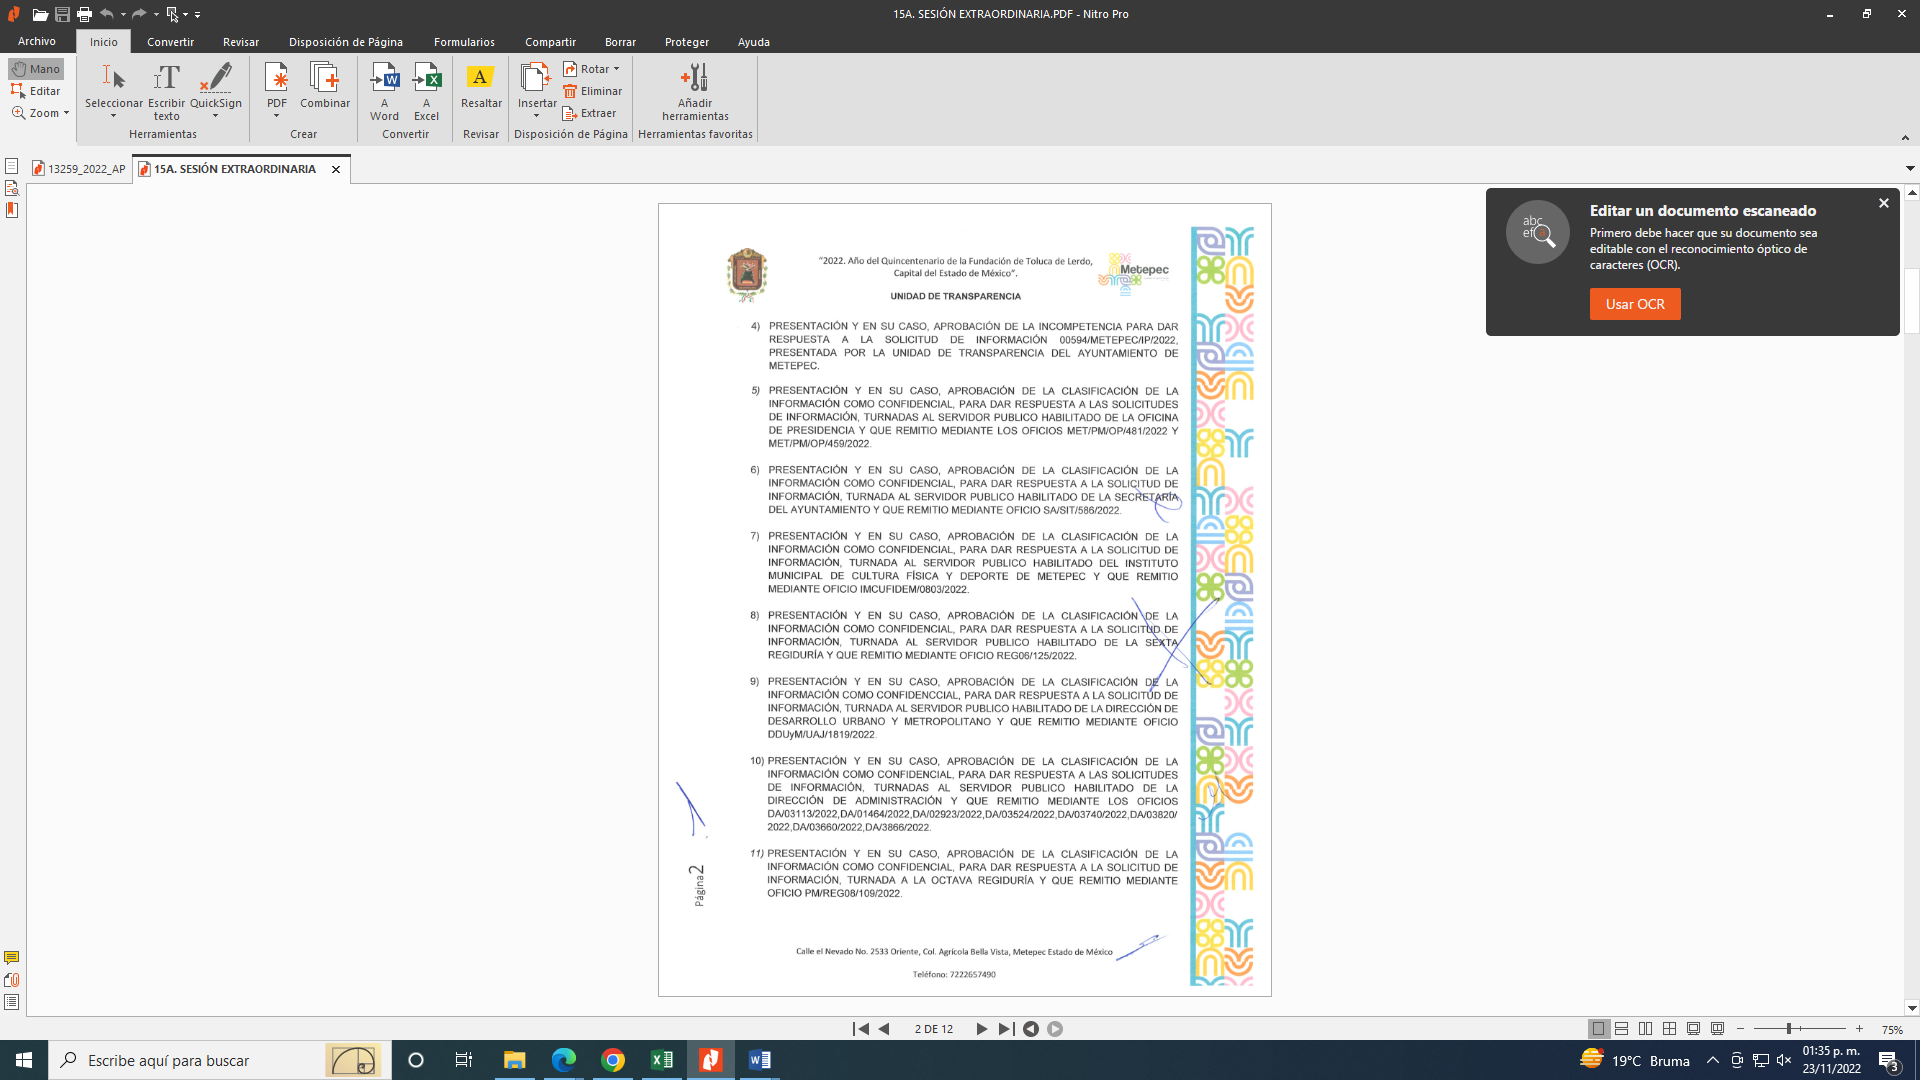 15A. SESIÓN EXTRAORDINARIA.PDF - Nitro Pro
Archivo
Inicio
Convertir
Revisar
Disposición de Página
Formularios
Compartir
Borrar
Proteger
Ayuda
Mano
Editar
Zoom
Seleccionar
Escribir texto
QuickSign
Herramientas
PDF
Combinar
Crear
A Word
A Excel
Convertir
Resaltar
Revisar
Insertar
Rotar
Eliminar
Extraer
Disposición de Página
Añadir herramientas
Herramientas favoritas
13259_2022_AP
15A. SESIÓN EXTRAORDINARIA
Editar un documento escaneado
Primero debe hacer que su documento sea
editable con el reconocimiento óptico de
caracteres (OCR).
Usar OCR
"2022. Año del Quincentenario de la Fundación de Toluca de Lerdo,
Capital del Estado de México".
Metepec
UNIDAD DE TRANSPARENCIA
4) PRESENTACIÓN Y EN SU CASO, APROBACIÓN DE LA INCOMPETENCIA PARA DAR
RESPUESTA A LA SOLICITUD DE INFORMACIÓN 00594/METEPEC/IP/2022,
PRESENTADA POR LA UNIDAD DE TRANSPARENCIA DEL AYUNTAMIENTO DE
METEPEC.
5) PRESENTACIÓN Y EN SU CASO, APROBACIÓN DE LA CLASIFICACIÓN DE LA
INFORMACIÓN COMO CONFIDENCIAL, PARA DAR RESPUESTA A LAS SOLICITUDES
DE INFORMACIÓN, TURNADAS AL SERVIDOR PUBLICO HABILITADO DE LA OFICINA
DE PRESIDENCIA Y QUE REMITIO MEDIANTE LOS OFICIOS MET/PM/OP/481/2022 Y
MET/PM/OP/459/2022.
6) PRESENTACIÓN Y EN SU CASO, APROBACIÓN DE LA CLASIFICACIÓN DE LA
INFORMACIÓN COMO CONFIDENCIAL, PARA DAR RESPUESTA A LA SOLICITUD DE
INFORMACIÓN, TURNADA AL SERVIDOR PUBLICO HABILITADO DE LA SECRETARÍA
DEL AYUNTAMIENTO Y QUE REMITIO MEDIANTE OFICIO SA/SIT/586/2022.
7) PRESENTACIÓN Y EN SU CASO, APROBACIÓN DE LA CLASIFICACIÓN DE LA
INFORMACIÓN COMO CONFIDENCIAL, PARA DAR RESPUESTA A LA SOLICITUD DE
INFORMACIÓN, TURNADA AL SERVIDOR PUBLICO HABILITADO DEL INSTITUTO
MUNICIPAL DE CULTURA FÍSICA Y DEPORTE DE METEPEC Y QUE REMITIO
MEDIANTE OFICIO IMCUFIDEM/0803/2022.
8) PRESENTACIÓN Y EN SU CASO, APROBACIÓN DE LA CLASIFICACIÓN DE LA
INFORMACIÓN COMO CONFIDENCIAL, PARA DAR RESPUESTA A LA SOLICITUD DE
INFORMACIÓN, TURNADA AL SERVIDOR PUBLICO HABILITADO DE LA SEXTA
REGIDURÍA Y QUE REMITIO MEDIANTE OFICIO REG06/125/2022.
9) PRESENTACIÓN Y EN SU CASO, APROBACIÓN DE LA CLASIFICACIÓN DE LA
INFORMACIÓN COMO CONFIDENCCIAL, PARA DAR RESPUESTA A LA SOLICITUD DE
INFORMACIÓN, TURNADA AL SERVIDOR PUBLICO HABILITADO DE LA DIRECCIÓN DE
DESARROLLO URBANO Y METROPOLITANO Y QUE REMITIO MEDIANTE OFICIO
DDUyM/UAJ/1819/2022.
10) PRESENTACIÓN Y EN SU CASO, APROBACIÓN DE LA CLASIFICACIÓN DE LA
INFORMACIÓN COMO CONFIDENCIAL, PARA DAR RESPUESTA A LAS SOLICITUDES
DE INFORMACIÓN, TURNADAS AL SERVIDOR PUBLICO HABILITADO DE LA
DIRECCIÓN DE ADMINISTRACIÓN Y QUE REMITIO MEDIANTE LOS OFICIOS
DA/03113/2022,DA/01464/2022,DA/02923/2022,DA/03524/2022,DA/03740/2022,DA/03820/
2022,DA/03660/2022,DA/3866/2022.
11) PRESENTACIÓN Y EN SU CASO, APROBACIÓN DE LA CLASIFICACIÓN DE LA
INFORMACIÓN COMO CONFIDENCIAL, PARA DAR RESPUESTA A LA SOLICITUD DE
INFORMACIÓN, TURNADA A LA OCTAVA REGIDURÍA Y QUE REMITIO MEDIANTE
OFICIO PM/REG08/109/2022.
Página2
Calle el Nevado No. 2533 Oriente, Col. Agrícola Bella Vista, Metepec Estado de México
Teléfono: 7222657490
2 DE 12
75%
Escribe aquí para buscar
19°C Bruma
01:35 p. m.
23/11/2022
3